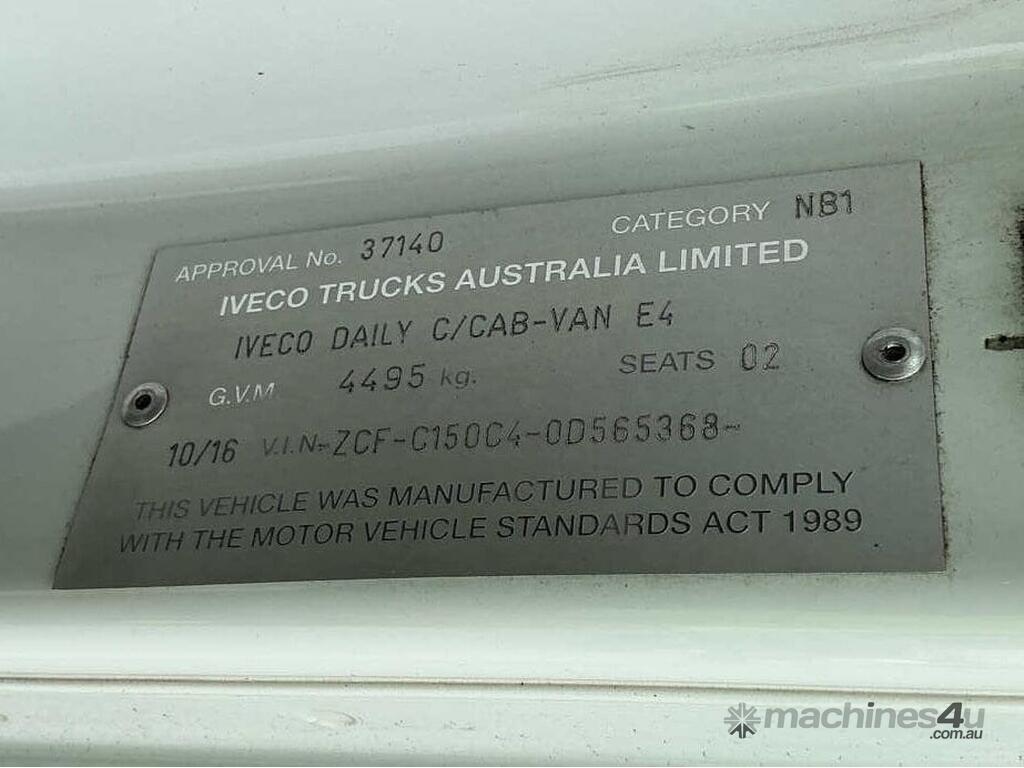 APPROVAL No. 37140 CATEGORY NB1
IVECO TRUCKS AUSTRALIA LIMITED
IVECO DAILY C/CAB-VAN E4
G.V.M 4495 kg. SEATS 02
10/16 V.I.N-ZCF-C150C4-0D565368-
THIS VEHICLE WAS MANUFACTURED TO COMPLY
WITH THE MOTOR VEHICLE STANDARDS ACT 1989
machines4u
.com.au